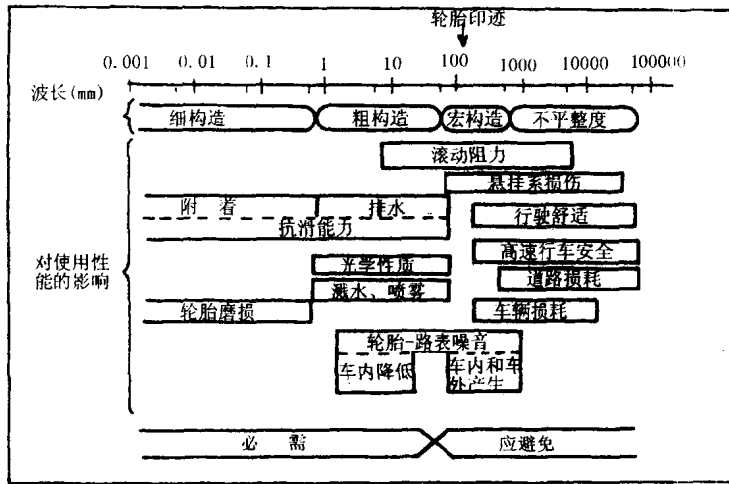 轮胎印迹
0.001 0.01 0.1 1 10 100 1000 10000 100000
波长(mm)
细构造 粗构造 宏构造 不平整度
滚动阻力
悬挂系损伤
附着 排水
抗滑能力
行驶舒适
对使用性
能的影响
高速行车安全
光学性质
道路损耗
溅水、喷雾
轮胎磨损
车辆损耗
轮胎-路表噪音
车内降低
车内和车
外产生
必需
应避免